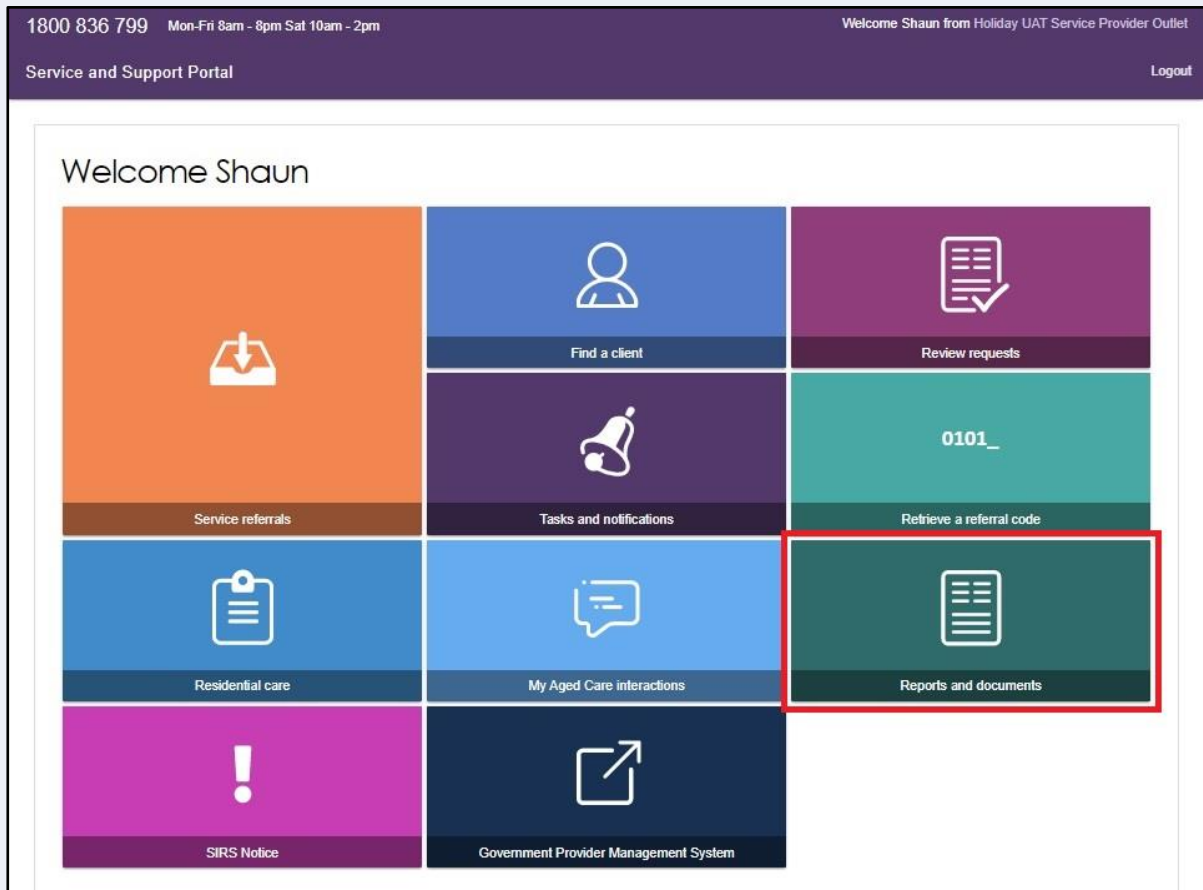 1800 836 799 Mon-Fri 8am - 8pm Sat 10am - 2pm
Welcome Shaun from Holiday UAT Service Provider Outlet
Service and Support Portal
Logout
Welcome Shaun
Find a client
Review requests
0101_
Service referrals
Tasks and notifications
Retrieve a referral code
Residential care
My Aged Care interactions
Reports and documents
!
SIRS Notice
Government Provider Management System